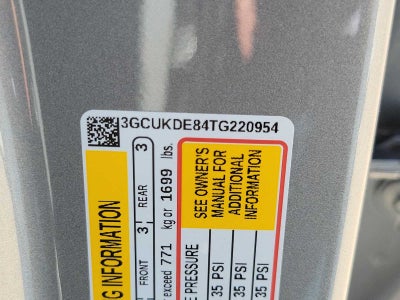 3GCUKDE84TG220954
NG INFORMATION
FRONT 3 REAR 3
exceed 771 kg or 1699 lbs.
E PRESSURE
SEE OWNER'S
MANUAL FOR
ADDITIONAL
INFORMATION
35 PSI
35 PSI
35 PSI